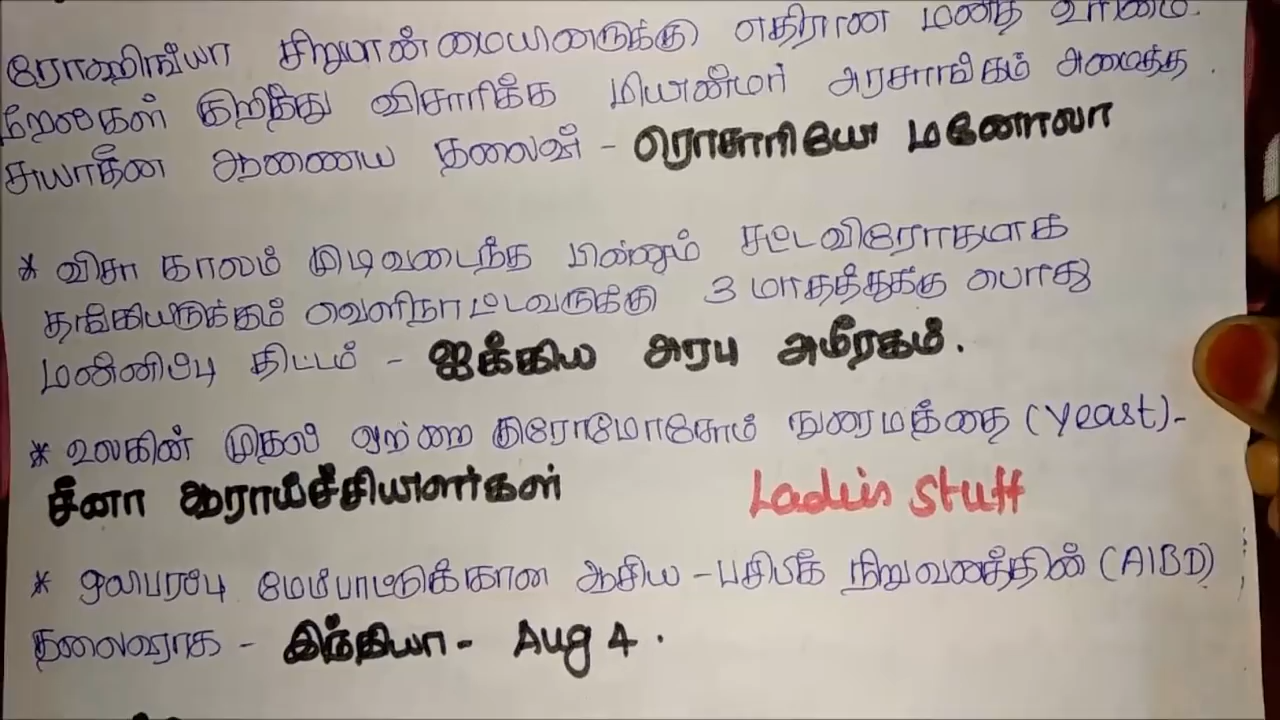 ரோஹிங்யா சிறுபான்மையினருக்கு எதிரான மனித உரிமை
மீறல்கள் குறித்து விசாரிக்க மியான்மர் அரசாங்கம் அமைத்த
சுயாதீன ஆணைய தலைவர் - ரொசாரியோ மனோலா
* விசா காலம் முடிவடைந்த பின்னும் சட்டவிரோதமாக
தங்கியிருக்கும் வெளிநாட்டவருக்கு 3 மாதத்துக்கு பொது
மன்னிப்பு திட்டம் - ஐக்கிய அரபு அமீரகம்.
* உலகின் முதல் ஒற்றை குரோமோசோம் நுரைமத்தை (Yeast) -
சீனா ஆராய்ச்சியாளர்கள் Ladies Stuff
* ஒலிபரப்பு மேம்பாட்டுக்கான ஆசிய - பசிபிக் நிறுவனத்தின் (AIBD)
தலைவராக - இந்தியா - Aug 4.